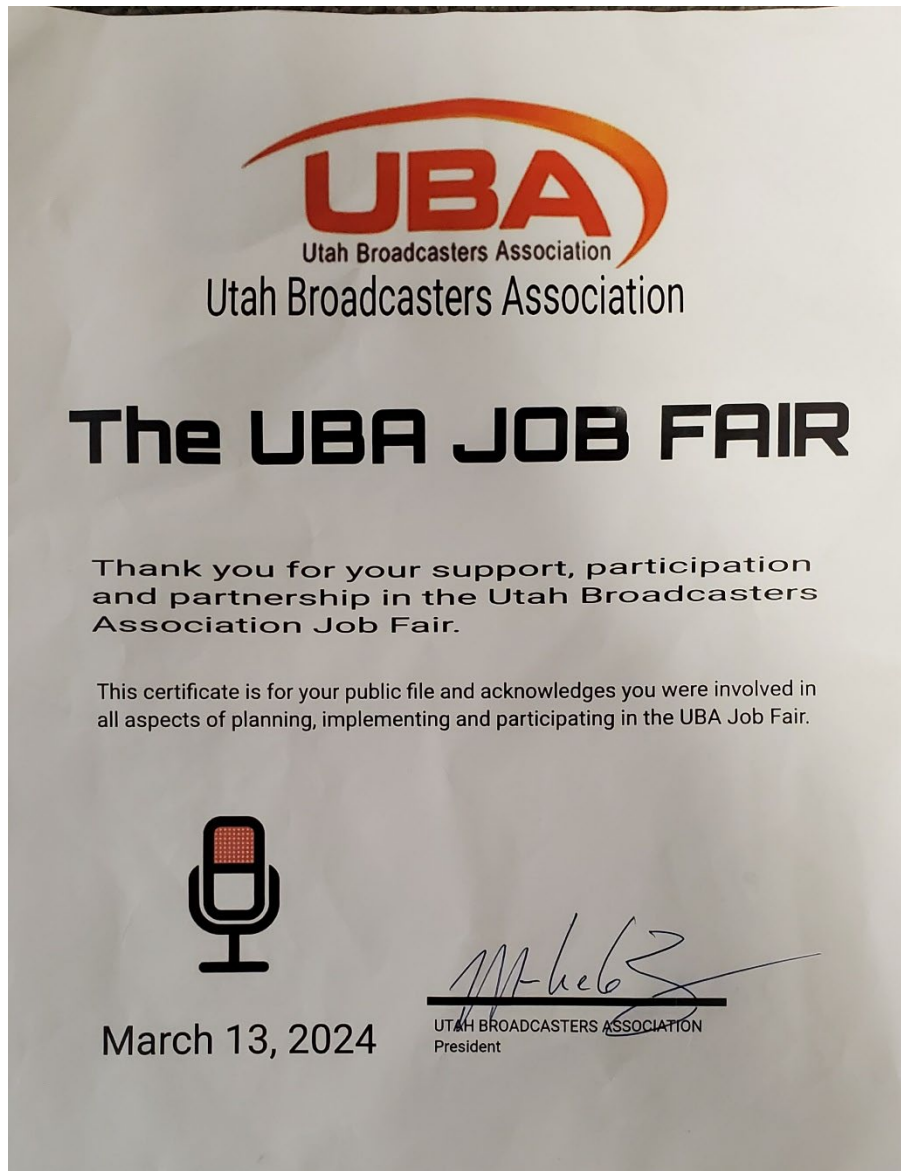 UBA
Utah Broadcasters Association
Utah Broadcasters Association
The UBA JOB FAIR
Thank you for your support, participation
and partnership in the Utah Broadcasters
Association Job Fair.
This certificate is for your public file and acknowledges you were involved in
all aspects of planning, implementing and participating in the UBA Job Fair.
March 13, 2024
UTAH BROADCASTERS ASSOCIATION
President